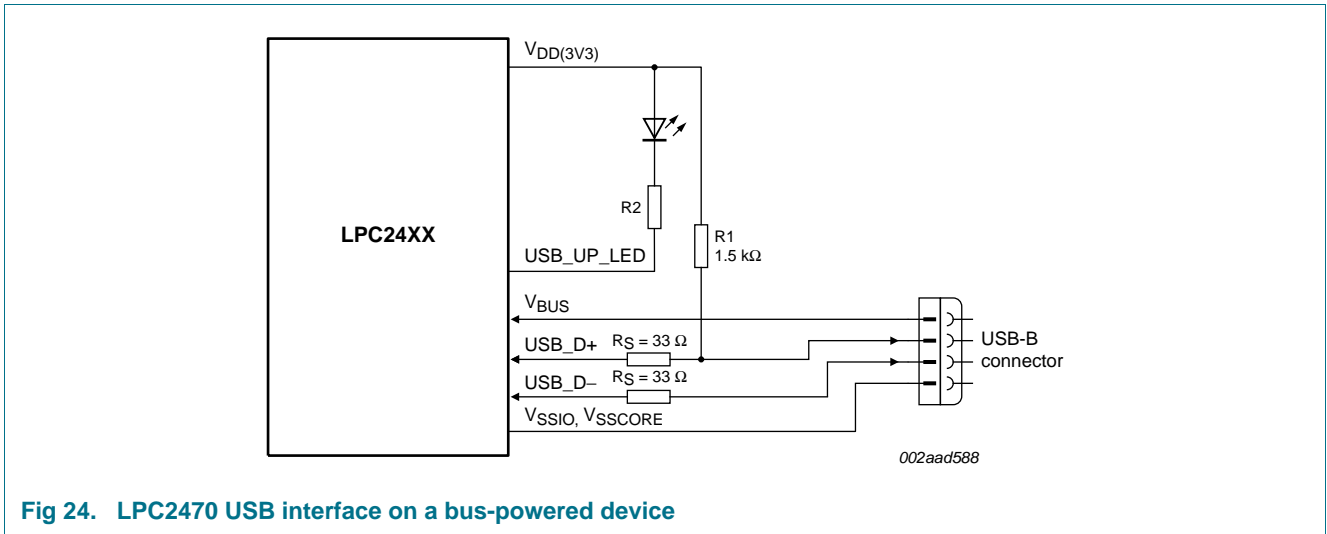 VDD(3V3)
R2
LPC24XX
R1
1.5 kΩ
USB_UP_LED
VBUS
USB_D+ RS = 33 Ω
USB-B
connector
USB_D− RS = 33 Ω
VSSIO, VSSCORE
002aad588
Fig 24. LPC2470 USB interface on a bus-powered device